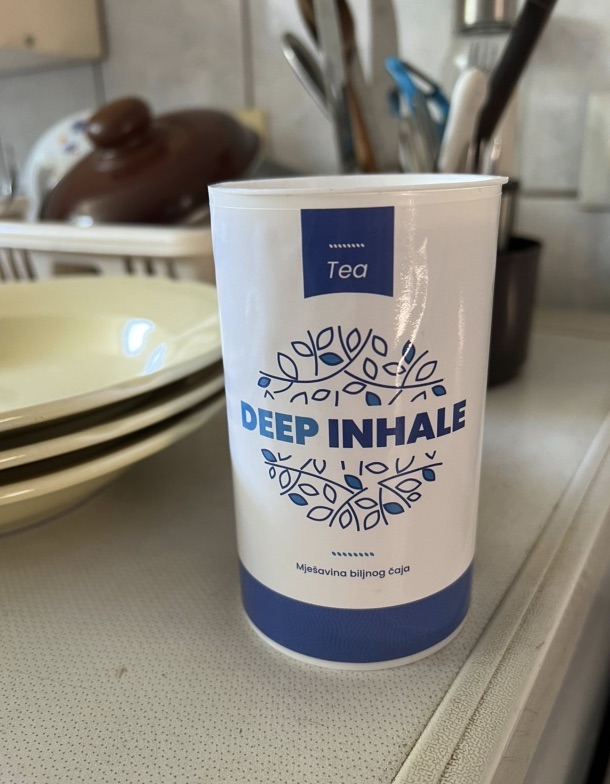 Tea
DEEP INHALE
Mješavina biljnog čaja